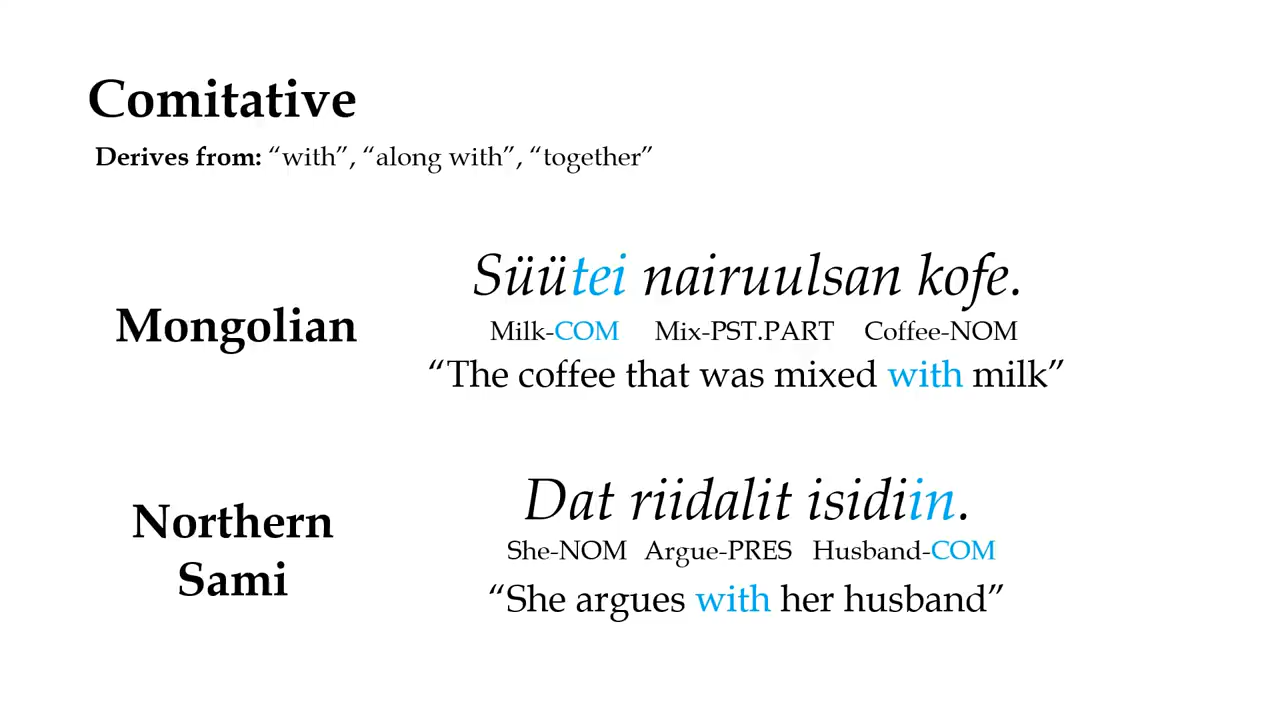 Comitative
Derives from: “with”, “along with”, “together”
Mongolian
Süütei nairuulsan kofe.
Milk-COM Mix-PST.PART Coffee-NOM
“The coffee that was mixed with milk”
Northern
Sami
Dat riidalit isidiin.
She-NOM Argue-PRES Husband-COM
“She argues with her husband”